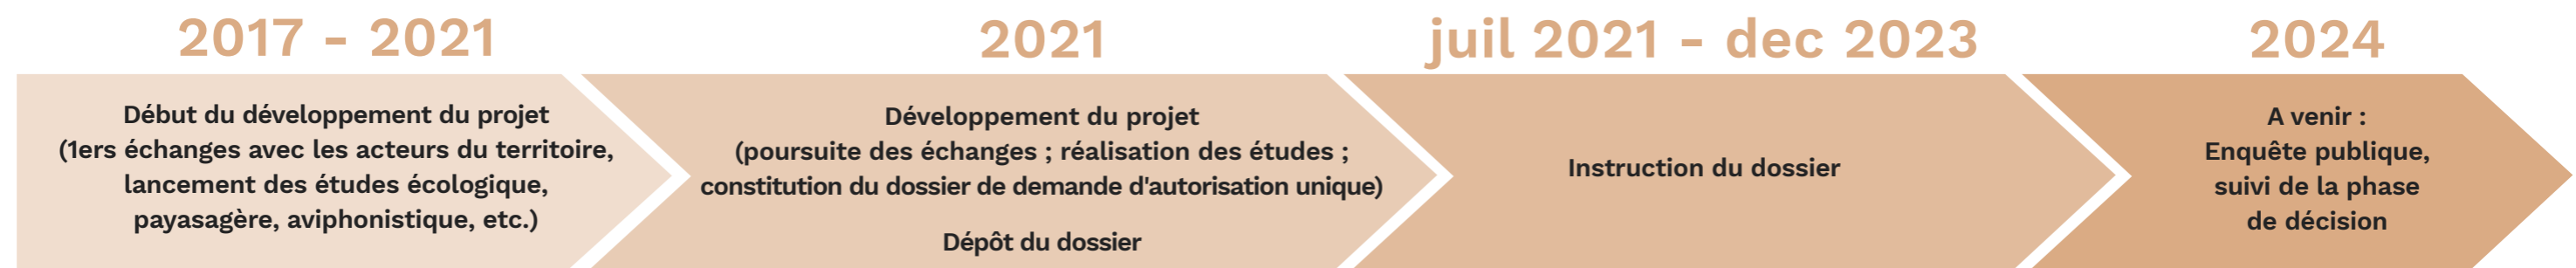 2017 - 2021
Début du développement du projet
(1ers échanges avec les acteurs du territoire,
lancement des études écologique,
payasagère, aviphonistique, etc.)
2021
Développement du projet
(poursuite des échanges ; réalisation des études ;
constitution du dossier de demande d'autorisation unique)
Dépôt du dossier
juil 2021 - dec 2023
Instruction du dossier
2024
A venir :
Enquête publique,
suivi de la phase
de décision